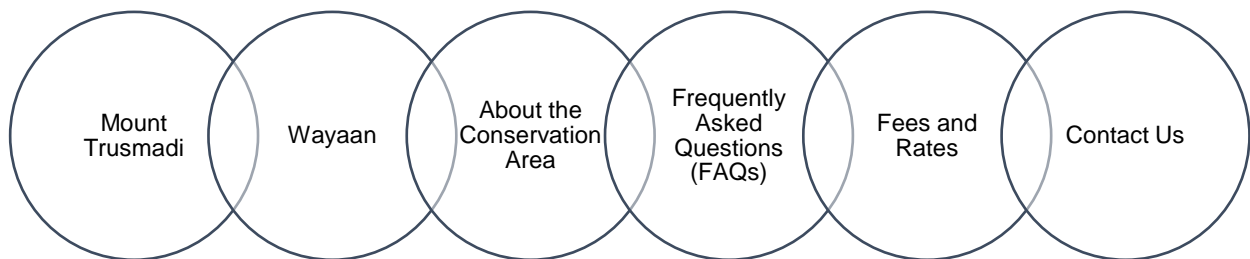 Mount
Trusmadi
Wayaan
About the
Conservation
Area
Frequently
Asked
Questions
(FAQs)
Fees and
Rates
Contact Us